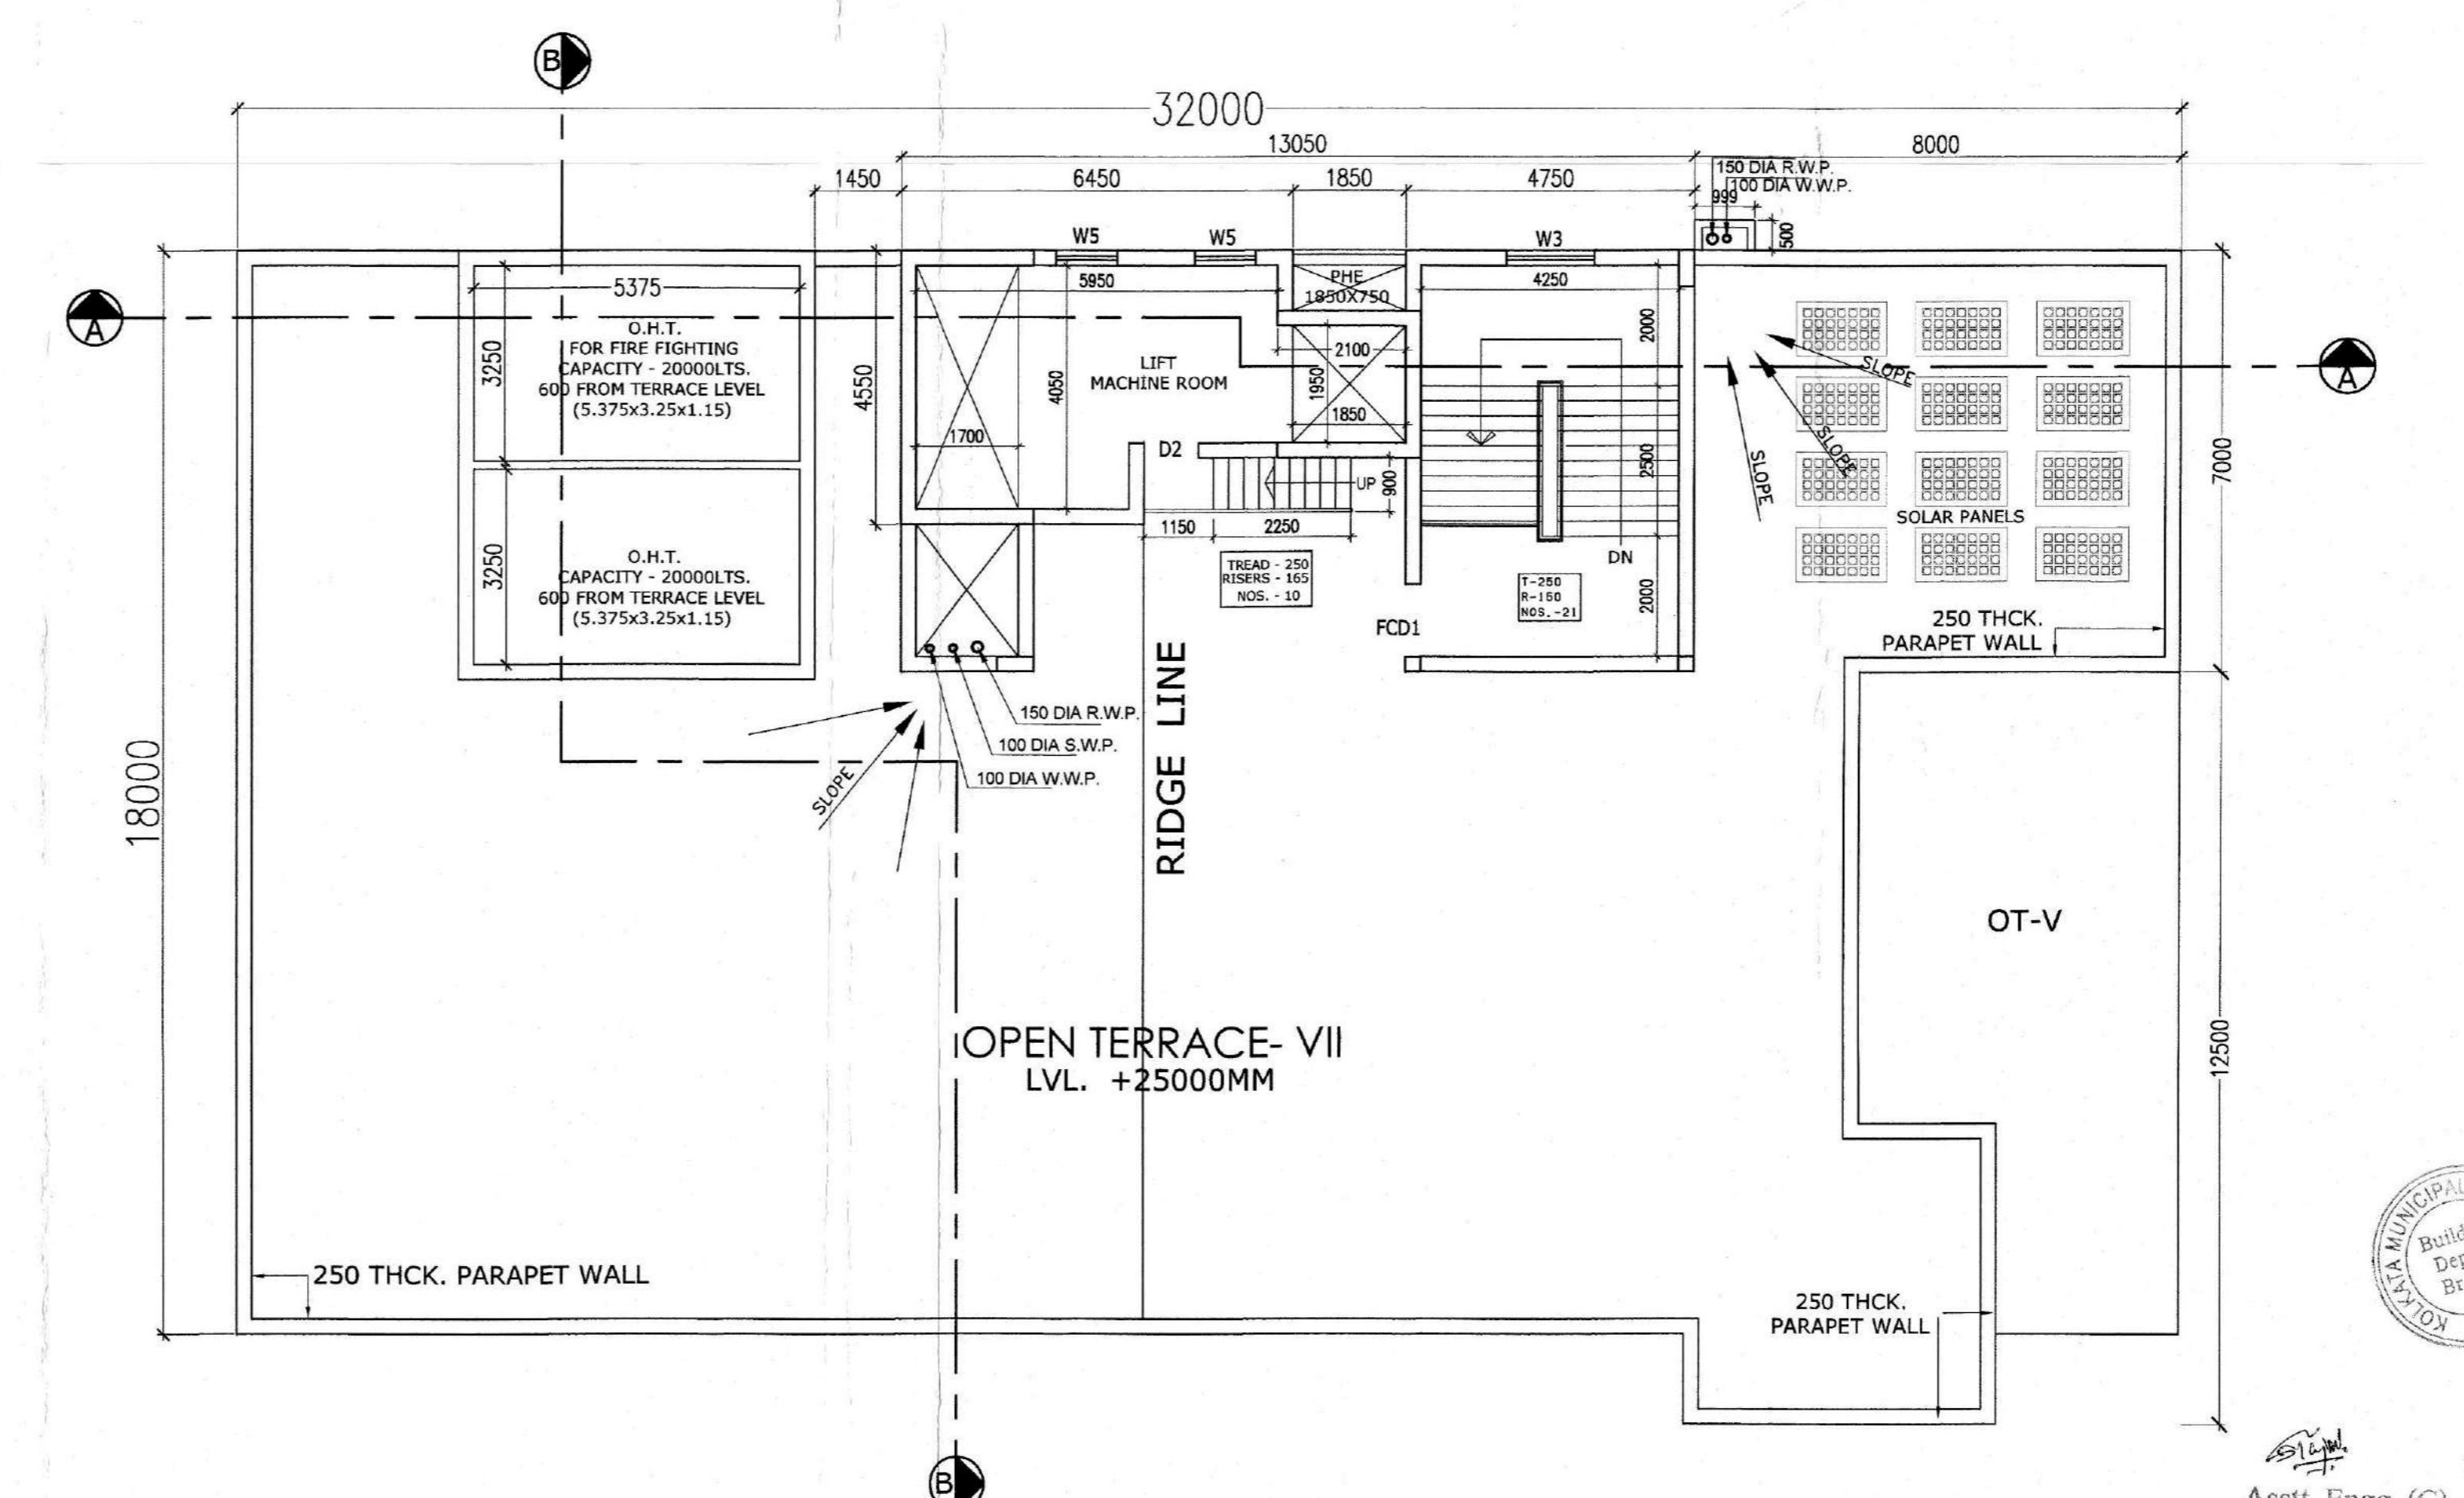 B
32000
13050
8000
1450
6450
1850
4750
150 DIA R.W.P.
100 DIA W.W.P.
999
500
W5
W5
W3
A
5375
5950
PHE
1850X750
4250
3250
O.H.T.
FOR FIRE FIGHTING
CAPACITY - 20000LTS.
600 FROM TERRACE LEVEL
(5.375x3.25x1.15)
4550
4050
LIFT
MACHINE ROOM
2100
1950
1850
1700
D2
UP
900
1150
2250
TREAD - 250
RISERS - 165
NOS. - 10
2000
2500
2000
DN
T-250
R-150
NOS.-21
FCD1
SLOPE
SLOPE
SLOPE
SOLAR PANELS
A
7000
250 THCK.
PARAPET WALL
3250
O.H.T.
CAPACITY - 20000LTS.
600 FROM TERRACE LEVEL
(5.375x3.25x1.15)
150 DIA R.W.P.
100 DIA S.W.P.
100 DIA W.W.P.
SLOPE
RIDGE LINE
18000
OT-V
12500
OPEN TERRACE- VII
LVL. +25000MM
250 THCK. PARAPET WALL
250 THCK.
PARAPET WALL
KOLKATA MUNICIPAL
B
Asstt. Engg. (C)